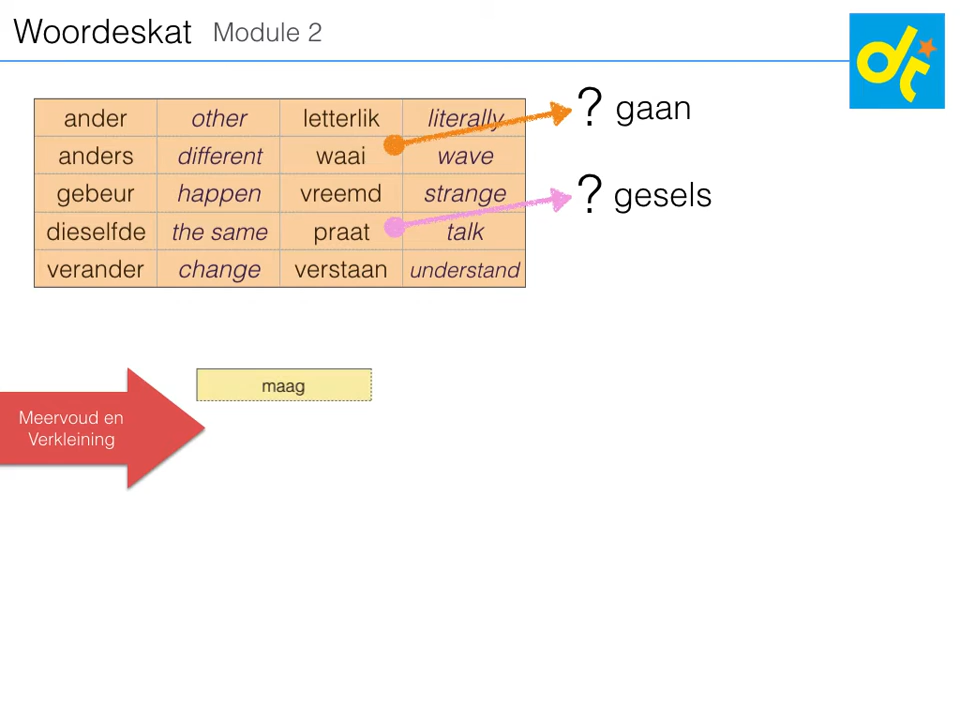 Woordeskat Module 2
dt
ander other letterlik literally
anders different waai wave
gebeur happen vreemd strange
dieselfde the same praat talk
verander change verstaan understand
? gaan
? gesels
maag
Meervoud en
Verkleining